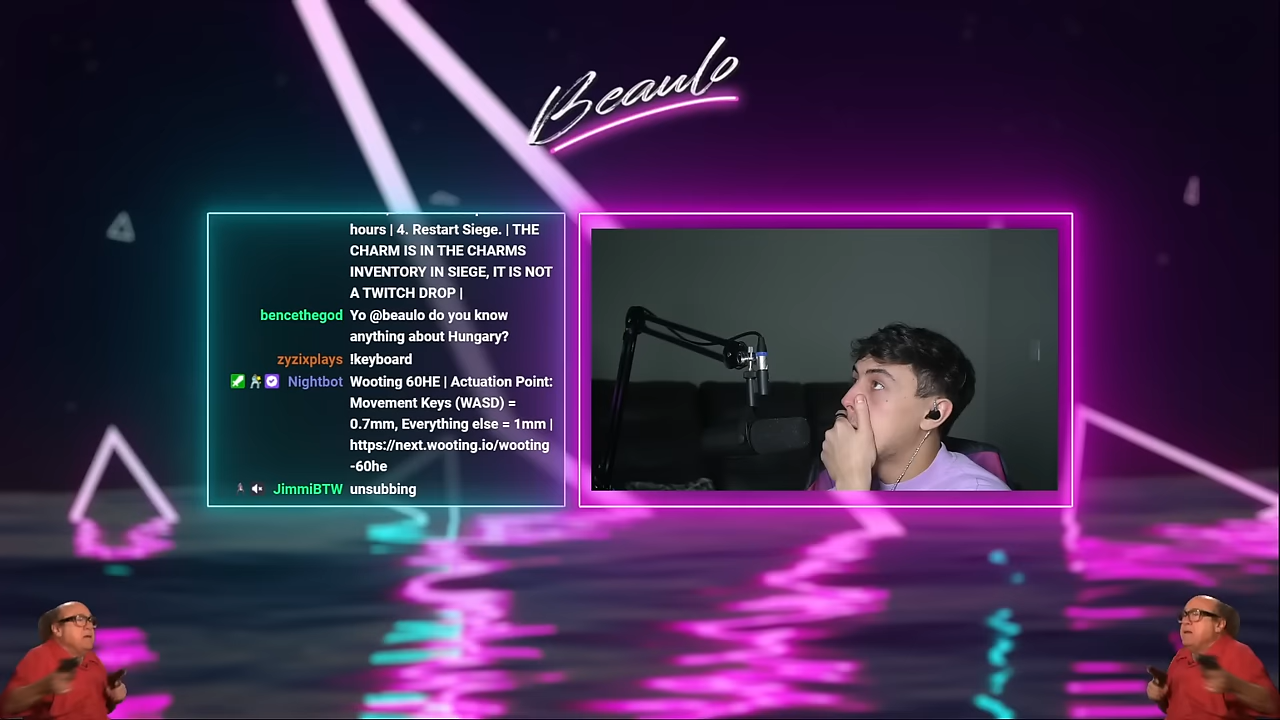 Beaulo
hours | 4. Restart Siege. | THE
CHARM IS IN THE CHARMS
INVENTORY IN SIEGE, IT IS NOT
A TWITCH DROP |
bencethegod Yo @beaulo do you know
anything about Hungary?
zyzixplays !keyboard
Nightbot Wooting 60HE | Actuation Point:
Movement Keys (WASD) =
0.7mm, Everything else = 1mm |
https://next.wooting.io/wooting
-60he
JimmiBTW unsubbing